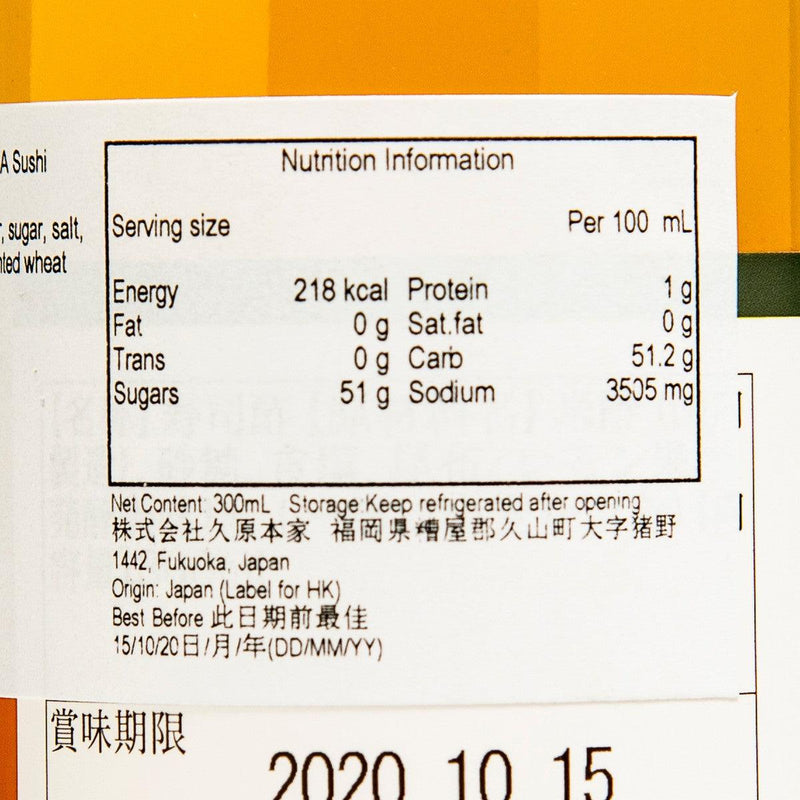 A Sushi
, sugar, salt,
ted wheat
Nutrition Information
Serving size Per 100 mL
Energy 218 kcal Protein 1 g
Fat 0 g Sat.fat 0 g
Trans 0 g Carb 51.2 g
Sugars 51 g Sodium 3505 mg
Net Content: 300mL Storage:Keep refrigerated after opening
株式会社久原本家 福岡県糟屋郡久山町大字猪野
1442, Fukuoka, Japan
Origin: Japan (Label for HK)
Best Before 此日期前最佳
15/10/20日/月/年(DD/MM/YY)
賞味期限
2020 10 15